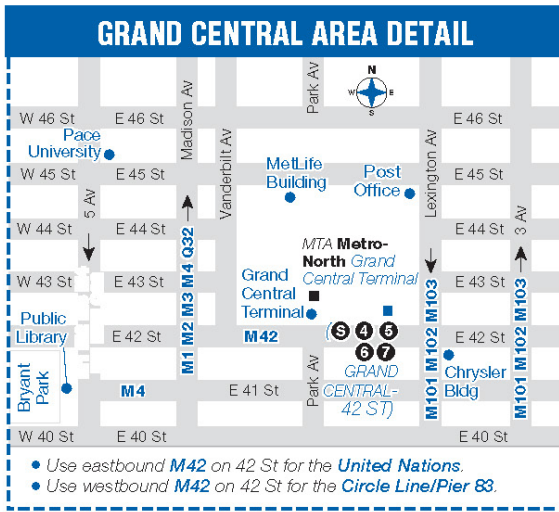 GRAND CENTRAL AREA DETAIL
Madison Av
Park Av
N
W E
S
W 46 St
E 46 St
E 46 St
Pace
University
Vanderbilt Av
MetLife
Building
Post
Office
Lexington Av
W 45 St
E 45 St
E 45 St
5 Av
3 Av
W 44 St
E 44 St
E 44 St
MTA Metro-
North Grand
Central Terminal
W 43 St
E 43 St
E 43 St
Grand
Central
Terminal
M1 M2 M3 M4 Q32
M101 M102 M103
M101 M102 M103
Public
Library
E 42 St
M42
(S 4 5
6 7
GRAND
CENTRAL-
42 ST)
E 42 St
Chrysler
Bldg
Bryant
Park
M4
E 41 St
Park Av
W 40 St
E 40 St
E 40 St
• Use eastbound M42 on 42 St for the United Nations.
• Use westbound M42 on 42 St for the Circle Line/Pier 83.